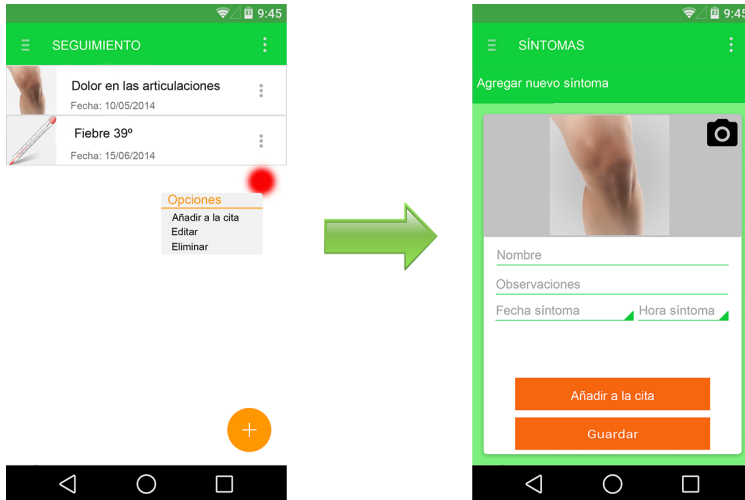 9:45
SEGUIMIENTO
Dolor en las articulaciones
Fecha: 10/05/2014
Fiebre 39º
Fecha: 15/06/2014
Opciones
Añadir a la cita
Editar
Eliminar
9:45
SÍNTOMAS
Agregar nuevo síntoma
Nombre
Observaciones
Fecha síntoma Hora síntoma
Añadir a la cita
Guardar